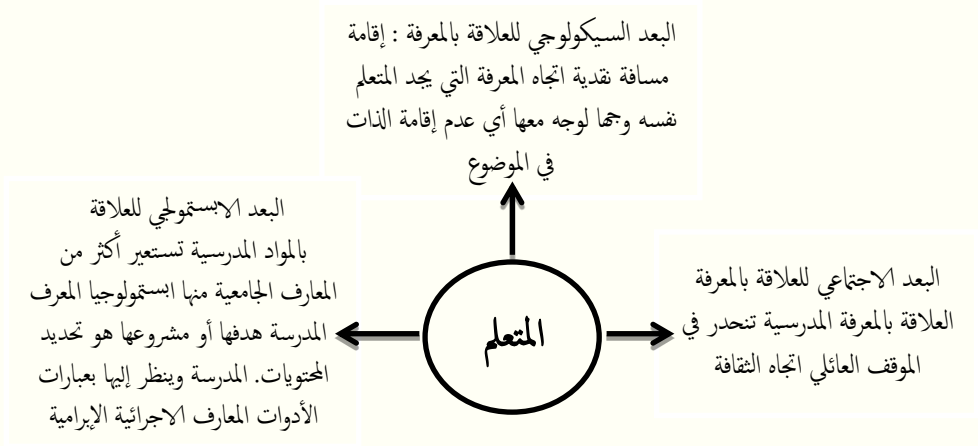 البعد السيكولوجي للعلاقة بالمعرفة : إقامة
مسافة نقدية اتجاه المعرفة التي يجد المتعلم
نفسه وجها لوجه معها أي عدم إقامة الذات
في الموضوع
البعد الاجتماعي للعلاقة بالمعرفة
العلاقة بالمعرفة المدرسية تنحدر في
الموقف العائلي اتجاه الثقافة
المتعلم
البعد الابستمولجي للعلاقة
بالمواد المدرسية تستعير أكثر من
المعارف الجامعية منها ابستمولوجيا المعرف
المدرسة هدفها أو مشروعها هو تحديد
المحتويات. المدرسة وينظر إليها بعبارات
الأدوات المعارف الاجرائية الإبرامية